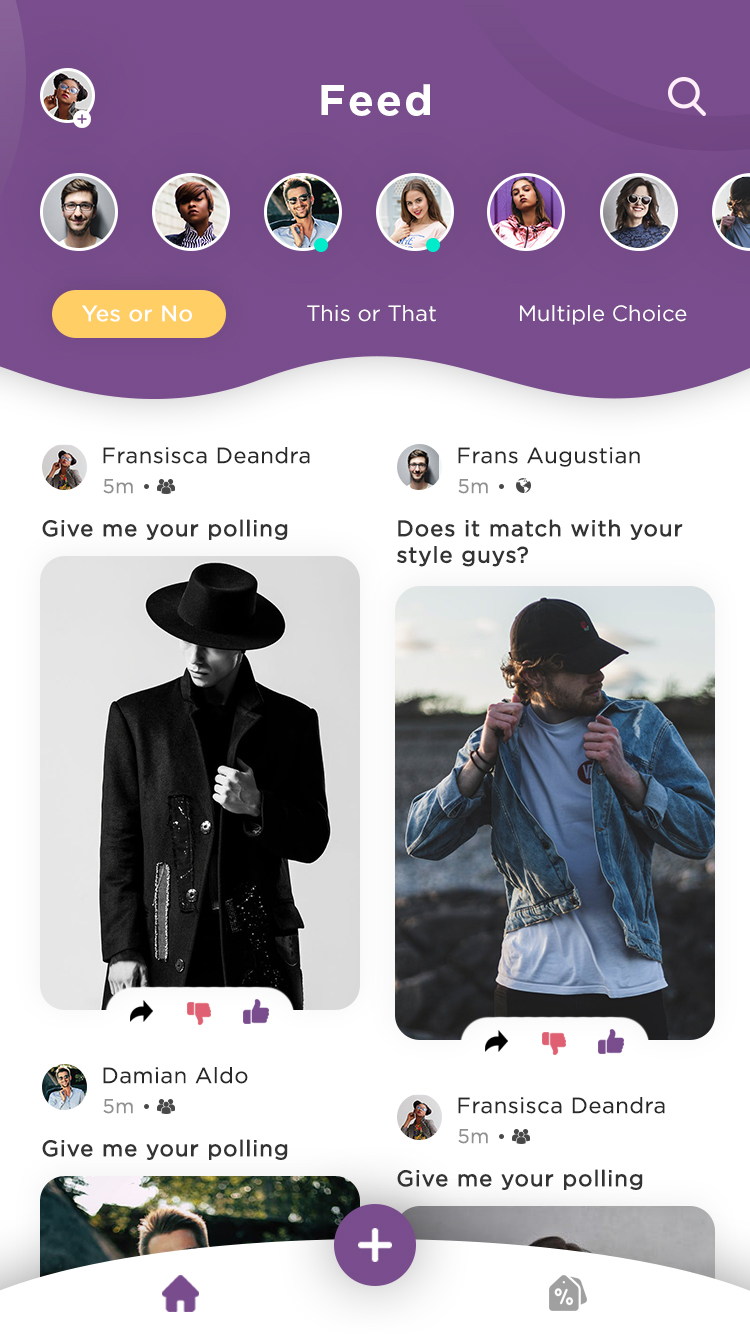 Feed
Yes or No
This or That
Multiple Choice
Fransisca Deandra
5m
Give me your polling
Frans Augustian
5m
Does it match with your
style guys?
Damian Aldo
5m
Give me your polling
Fransisca Deandra
5m
Give me your polling
%